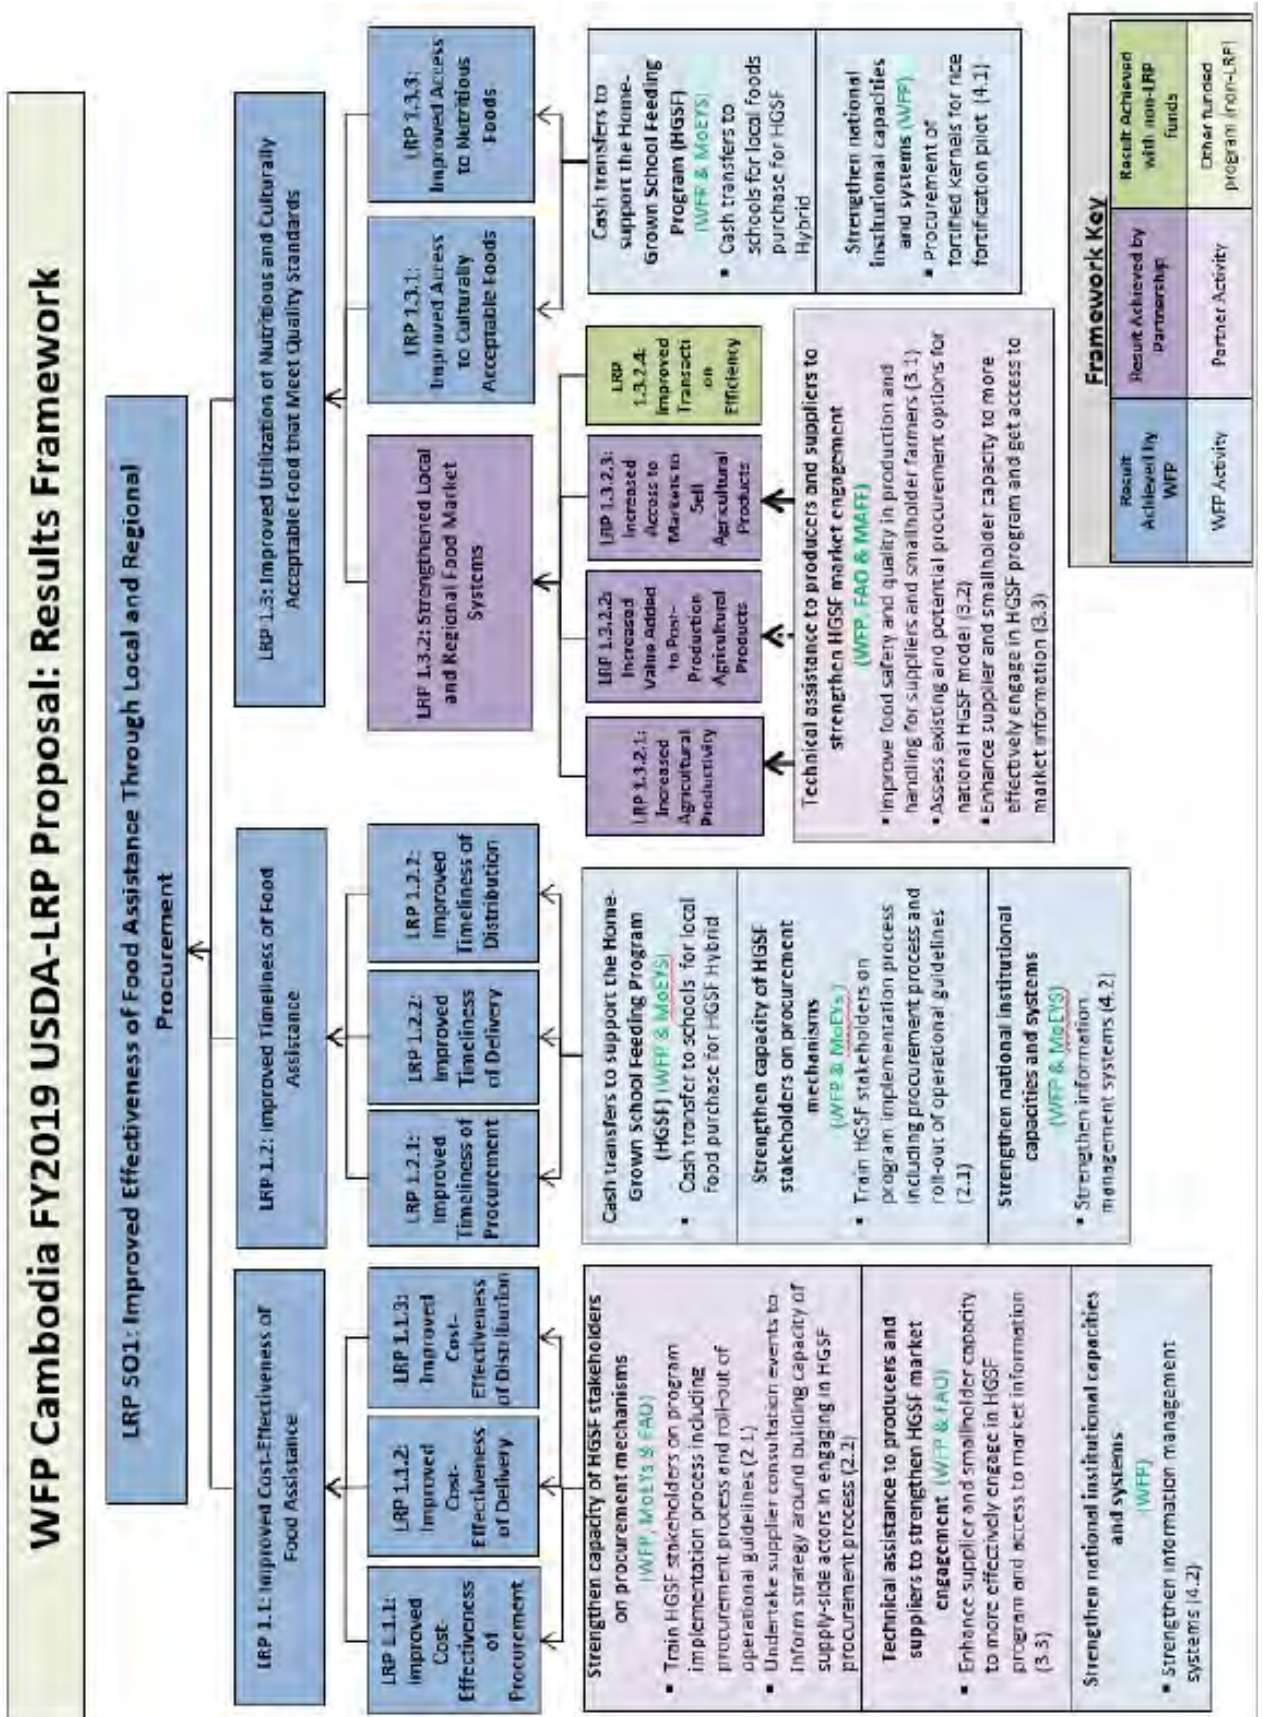 WFP Cambodia FY2019 USDA-LRP Proposal: Results Framework
LRP SO1: Improved Effectiveness of Food Assistance Through Local and Regional
Procurement
LRP 1.1: Improved Cost-Effectiveness of
Food Assistance
LRP 1.2: Improved Timeliness of Food
Assistance
LRP 1.3: Improved Utilization of Nutritious and Culturally
Acceptable Food that Meet Quality Standards
LRP 1.1.1:
Improved
Cost-
Effectiveness
of
Procurement
LRP 1.1.2:
Improved
Cost-
Effectiveness
of Delivery
LRP 1.1.3:
Improved
Cost-
Effectiveness
of Distribution
LRP 1.2.1:
Improved
Timeliness of
Procurement
LRP 1.2.2:
Improved
Timeliness
of Delivery
LRP 1.2.2:
Improved
Timeliness of
Distribution
LRP 1.3.2: Strengthened Local
and Regional Food Market
Systems
LRP 1.3.1:
Improved Access
to Culturally
Acceptable Foods
LRP 1.3.3:
Improved Access
to Nutritious
Foods
LRP 1.3.2.1:
Increased
Agricultural
Productivity
LRP 1.3.2.2:
Increased
Value Added
to Post-
Production
Agricultural
Products
LRP 1.3.2.3:
Increased
Access to
Markets to
Sell
Agricultural
Products
LRP
1.3.2.4:
Improved
Transacti
on
Efficiency
Strengthen capacity of HGSF stakeholders
on procurement mechanisms
(WFP, MoEYs & FAO)
▪ Train HGSF stakeholders on program
implementation process including
procurement process and roll-out of
operational guidelines (2.1)
▪ Undertake supplier consultation events to
inform strategy around building capacity of
supply-side actors in engaging in HGSF
procurement process (2.2)
Technical assistance to producers and
suppliers to strengthen HGSF market
engagement (WFP & FAO)
▪ Enhance supplier and smallholder capacity
to more effectively engage in HGSF
program and access to market information
(3.3)
Strengthen national institutional capacities
and systems
(WFP)
▪ Strengthen information management
systems (4.2)
Cash transfers to support the Home-
Grown School Feeding Program
(HGSF) (WFP & MoEYS)
▪ Cash transfer to schools for local
food purchase for HGSF Hybrid
Strengthen capacity of HGSF
stakeholders on procurement
mechanisms
(WFP & MoEYs)
▪ Train HGSF stakeholders on
program implementation process
including procurement process and
roll-out of operational guidelines
(2.1)
Strengthen national institutional
capacities and systems
(WFP & MoEYS)
▪ Strengthen information
management systems (4.2)
Technical assistance to producers and suppliers to
strengthen HGSF market engagement
(WFP, FAO & MAFF)
▪ Improve food safety and quality in production and
handling for suppliers and smallholder farmers (3.1)
▪ Assess existing and potential procurement options for
national HGSF model (3.2)
▪ Enhance supplier and smallholder capacity to more
effectively engage in HGSF program and get access to
market information (3.3)
Cash transfers to
support the Home-
Grown School Feeding
Program (HGSF)
(WFP & MoEYS)
▪ Cash transfers to
schools for local foods
purchase for HGSF
Hybrid
Strengthen national
institutional capacities
and systems (WFP)
▪ Procurement of
fortified kernels for rice
fortification pilot (4.1)
Framework Key
Result
Achieved by
WFP
Result Achieved by
Partnership
Result Achieved
with non-LRP
funds
WFP Activity
Partner Activity
Other funded
program (non-LRP)